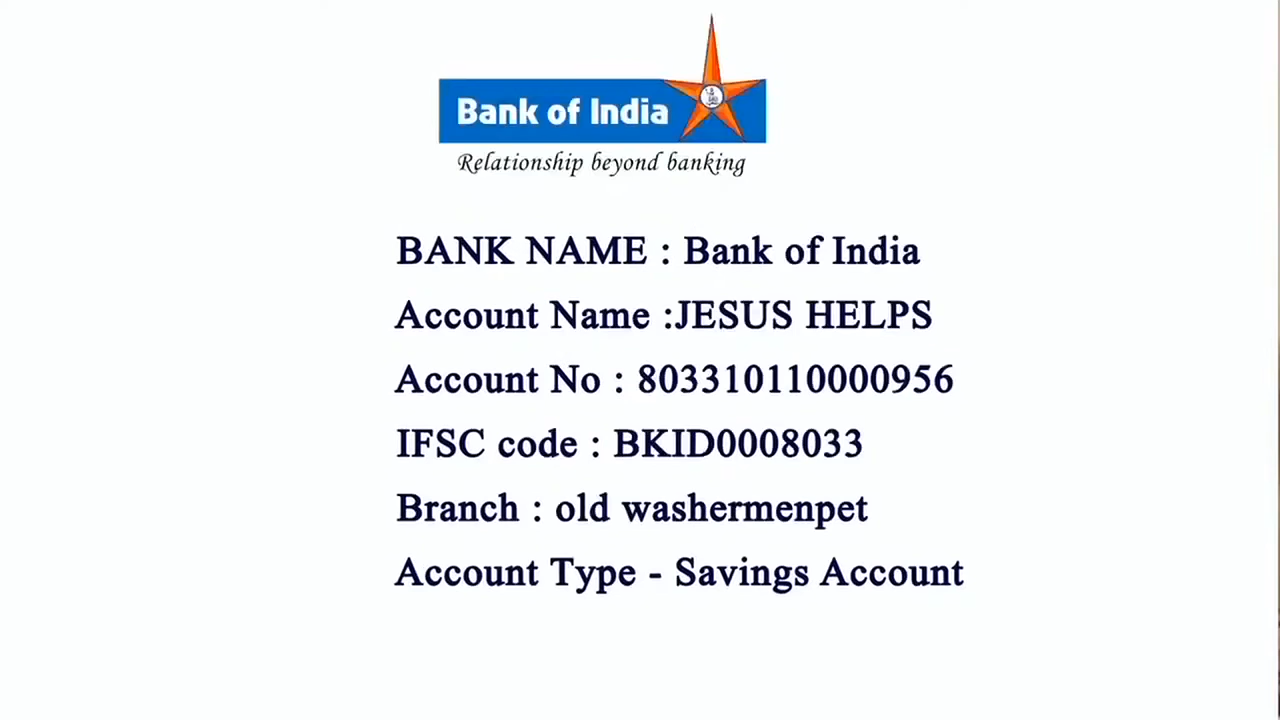 Bank of India
Relationship beyond banking
BANK NAME : Bank of India
Account Name :JESUS HELPS
Account No : 803310110000956
IFSC code : BKID0008033
Branch : old washermenpet
Account Type - Savings Account